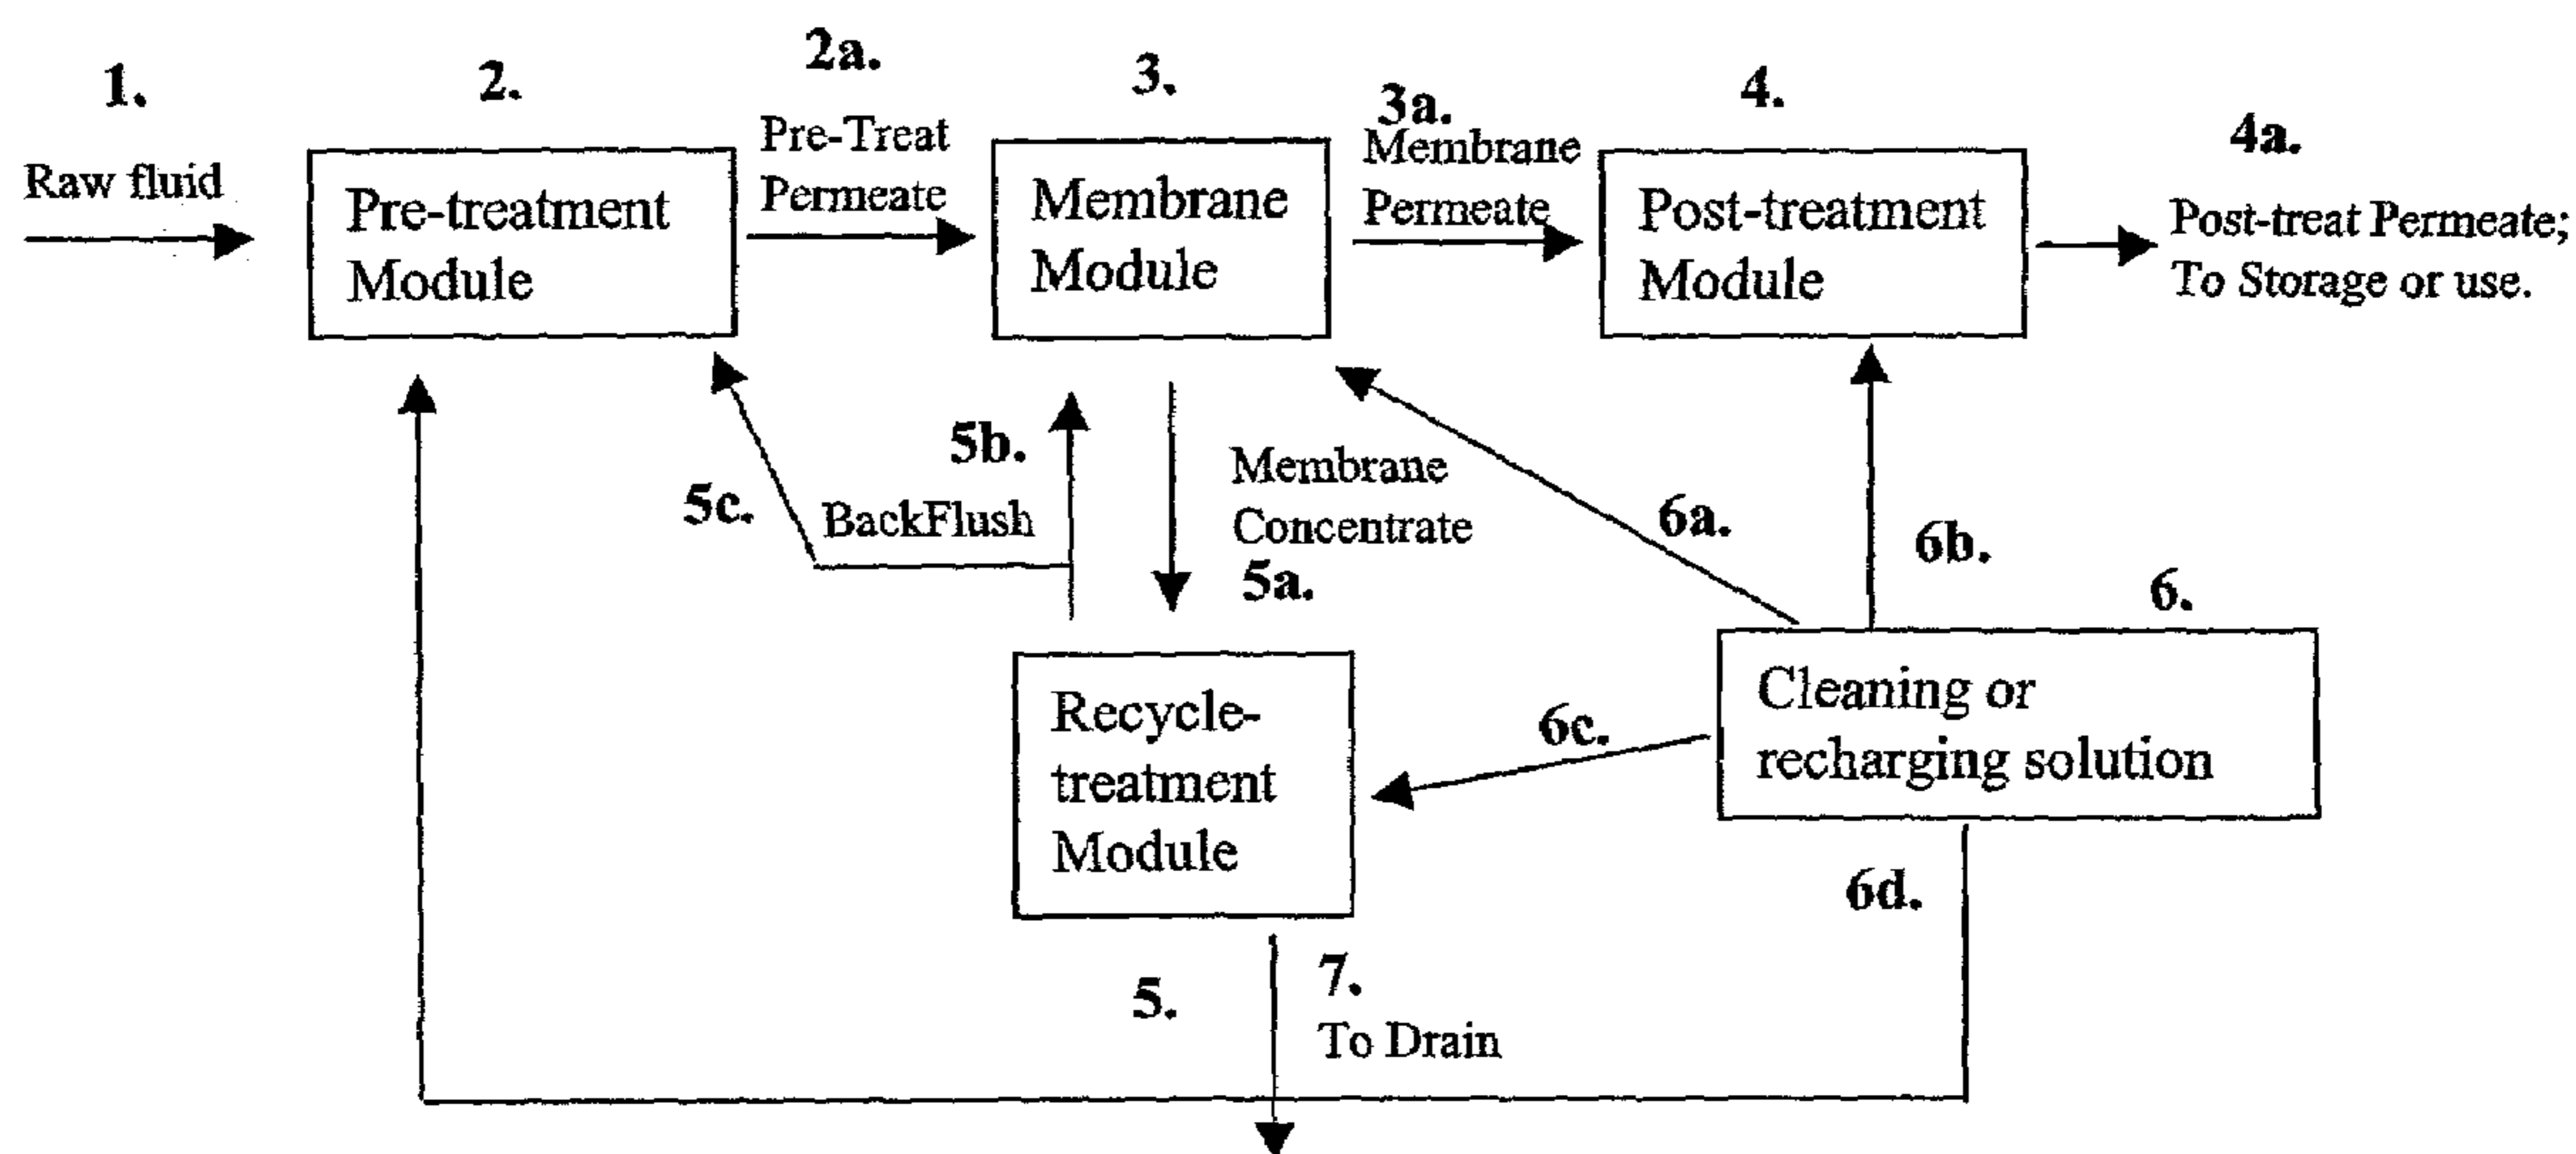 1.
Raw fluid
2.
Pre-treatment
Module
2a.
Pre-Treat
Permeate
3.
Membrane
Module
3a.
Membrane
Permeate
4.
Post-treatment
Module
4a.
Post-treat Permeate;
To Storage or use.
5c.
BackFlush
5b.
Membrane
Concentrate
5a.
6a.
6b.
6.
Cleaning or
recharging solution
6c.
Recycle-
treatment
Module
6d.
5.
7.
To Drain